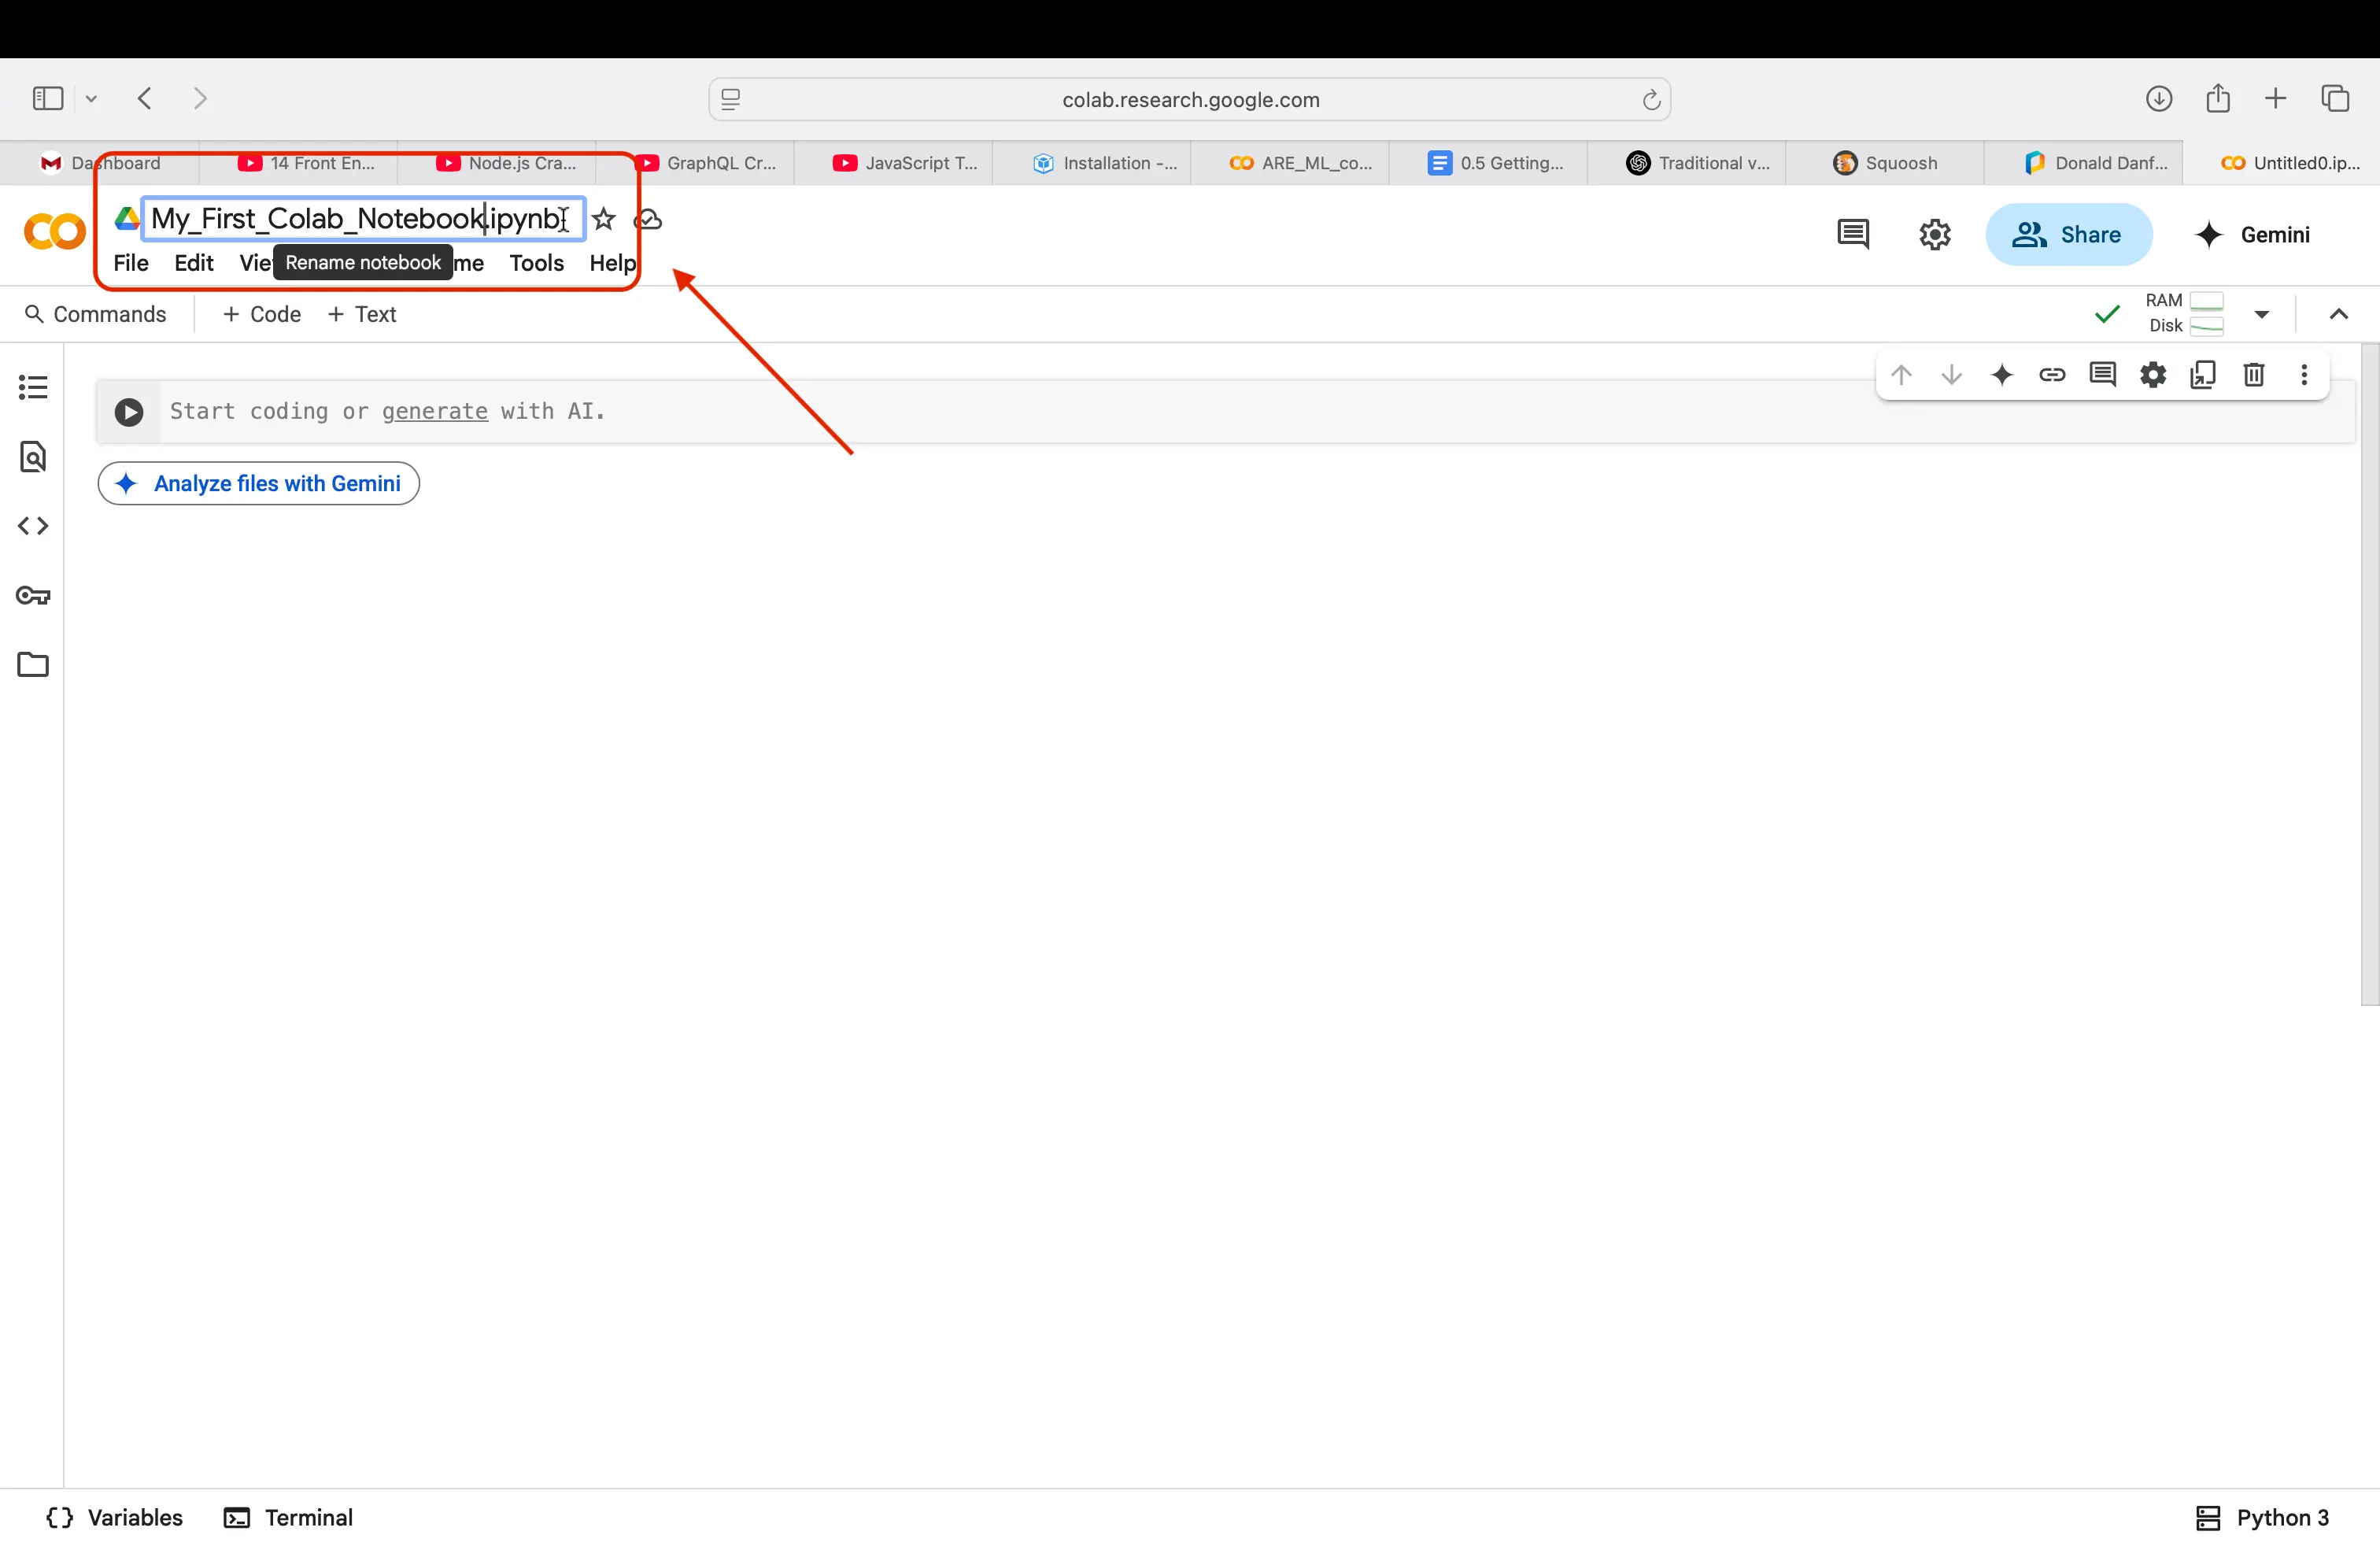 colab.research.google.com
Dashboard
14 Front En...
Node.js Cra...
GraphQL Cr...
JavaScript T...
Installation -...
ARE_ML_co...
0.5 Getting...
Traditional v...
Squoosh
Donald Danf...
Untitled0.ip...
My_First_Colab_Notebook.ipynb
Share
Gemini
File Edit Vie me Tools Help
Rename notebook
Commands + Code + Text
RAM
Disk
Start coding or generate with AI.
Analyze files with Gemini
Variables Terminal
Python 3